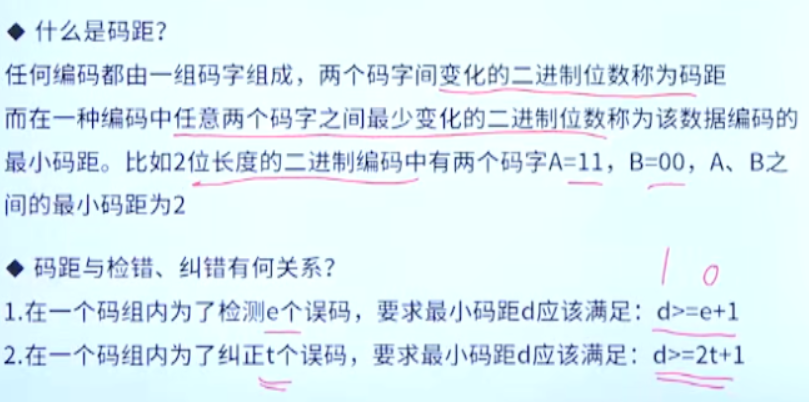 ◆ 什么是码距?
任何编码都由一组码字组成，两个码字间变化的二进制位数称为码距
而在一种编码中任意两个码字之间最少变化的二进制位数称为该数据编码的
最小码距。比如2位长度的二进制编码中有两个码字A=11，B=00，A、B之
间的最小码距为2
◆ 码距与检错、纠错有何关系?
1 0
1.在一个码组内为了检测e个误码，要求最小码距d应该满足：d>=e+1
2.在一个码组内为了纠正t个误码，要求最小码距d应该满足：d>=2t+1